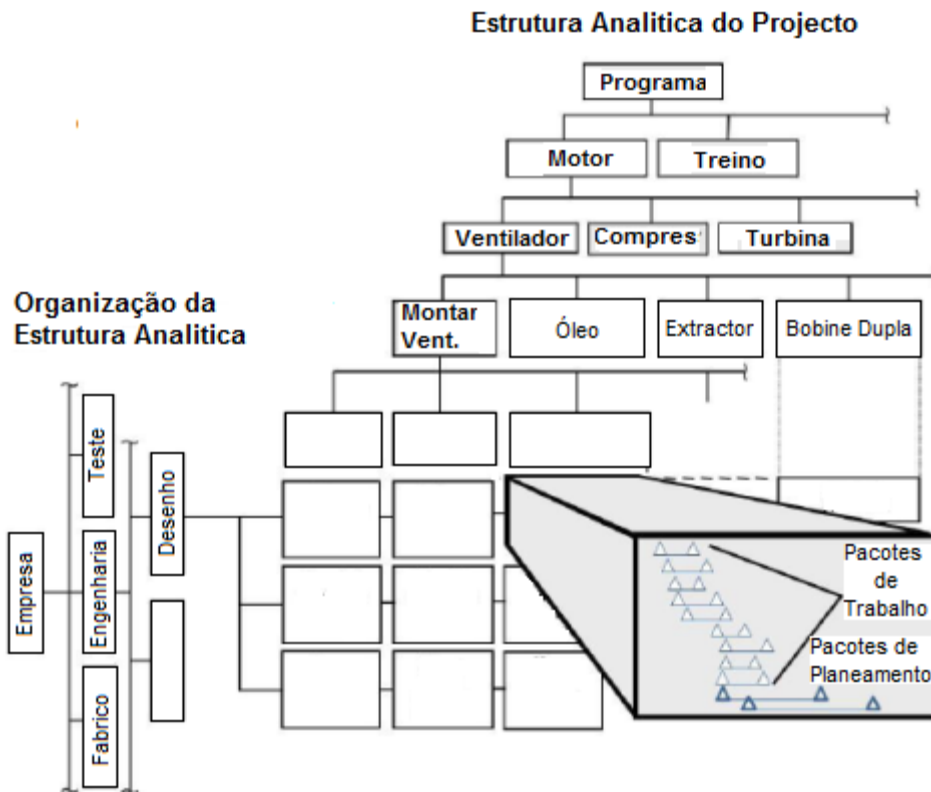 Estrutura Analitica do Projecto
Programa
Motor
Treino
Ventilador
Compres
Turbina
Organização da
Estrutura Analitica
Montar
Vent.
Óleo
Extractor
Bobine Dupla
Teste
Desenho
Empresa
Engenharia
Fabrico
Pacotes
de
Trabalho
Pacotes de
Planeamento